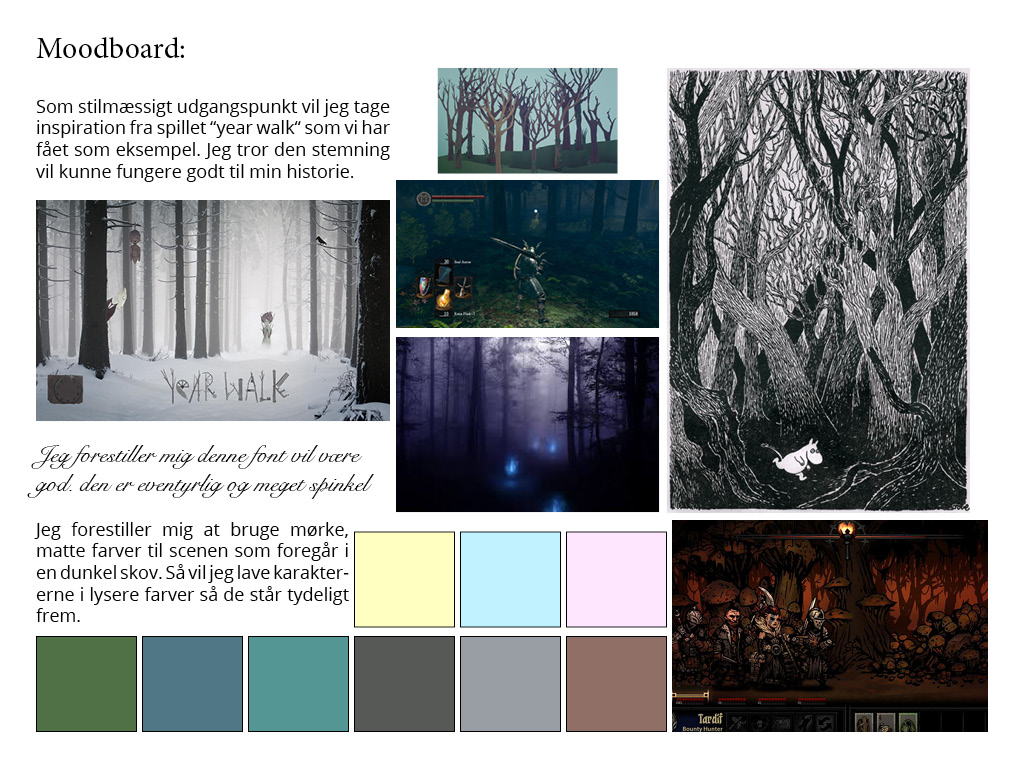 Moodboard:
Som stilmæssigt udgangspunkt vil jeg tage
inspiration fra spillet “year walk“ som vi har
fået som eksempel. Jeg tror den stemning
vil kunne fungere godt til min historie.
YEAR WALK
Jeg forestiller mig denne font vil være
god. den er eventyrlig og meget spinkel
Jeg forestiller mig at bruge mørke,
matte farver til scenen som foregår i
en dunkel skov. Så vil jeg lave karakter-
erne i lysere farver så de står tydeligt
frem.
Tardif
Bounty Hunter